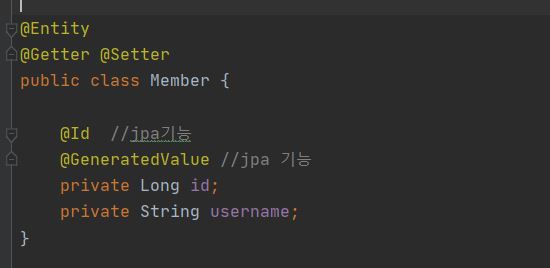 @Entity
@Getter @Setter
public class Member {
@Id //jpa기능
@GeneratedValue //jpa 기능
private Long id;
private String username;
}